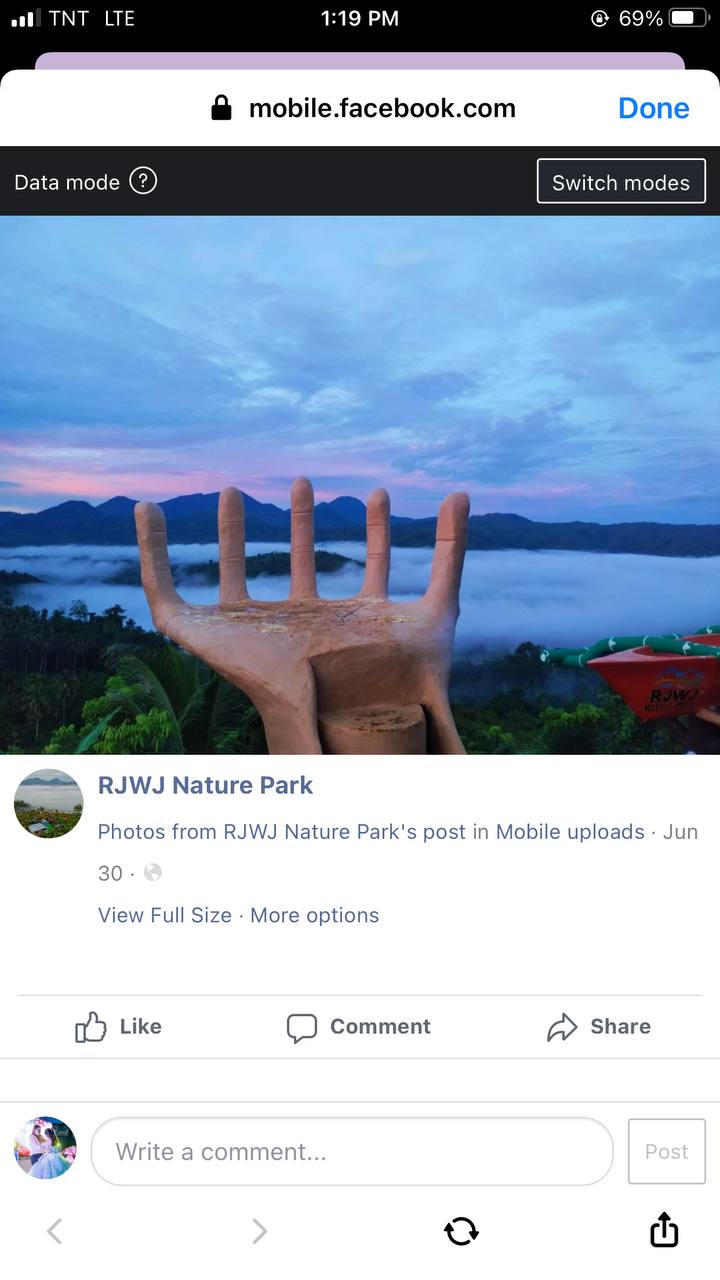 TNT LTE 1:19 PM 69%
mobile.facebook.com Done
Data mode ? Switch modes
RJWJ
RJWJ Nature Park
Photos from RJWJ Nature Park's post in Mobile uploads · Jun
30 ·
View Full Size · More options
Like Comment Share
Write a comment... Post